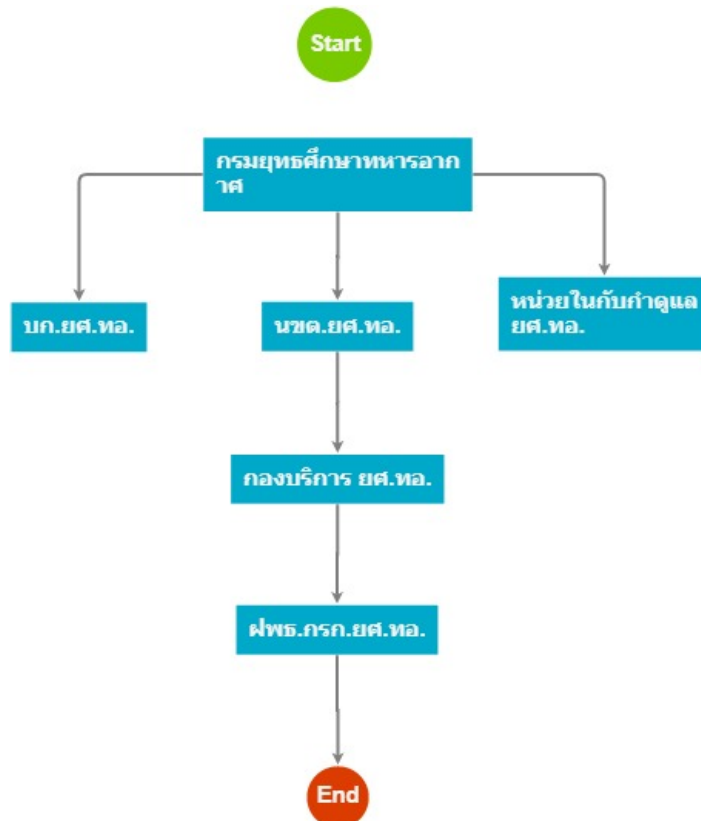 Start
กรมยุทธศึกษาทหารอาก
าศ
บก.ยศ.ทอ.
นขต.ยศ.ทอ.
หน่วยในกับกำดูแล
ยศ.ทอ.
กองบริการ ยศ.ทอ.
ฝพธ.กรก.ยศ.ทอ.
End